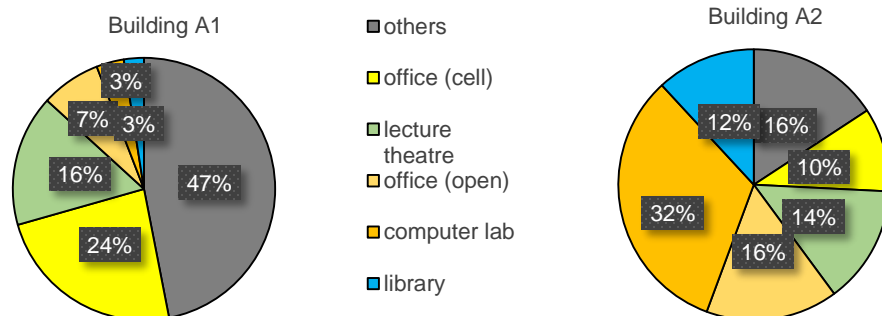 Building A1
3%
3%
7%
16%
47%
24%
others
office (cell)
lecture
theatre
office (open)
computer lab
library
Building A2
12%
16%
10%
32%
14%
16%